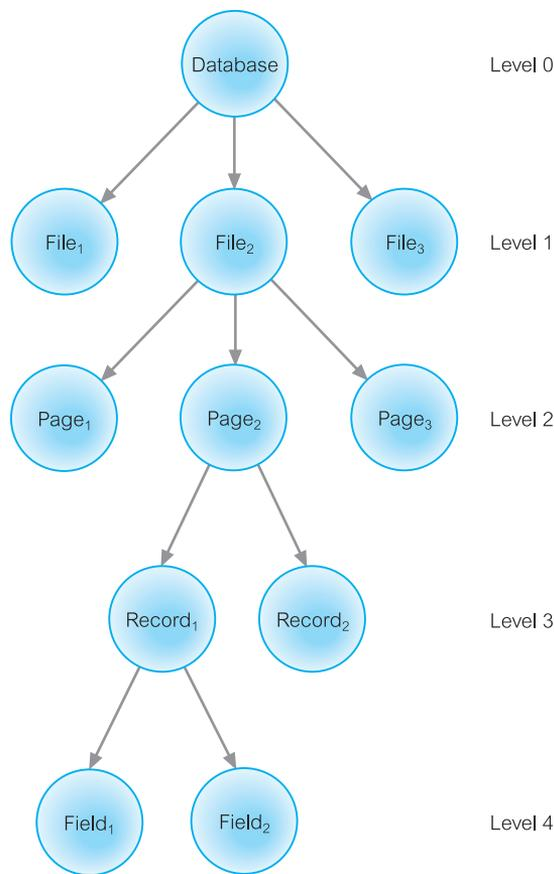 Database Level 0
File₁ File₂ File₃ Level 1
Page₁ Page₂ Page₃ Level 2
Record₁ Record₂ Level 3
Field₁ Field₂ Level 4